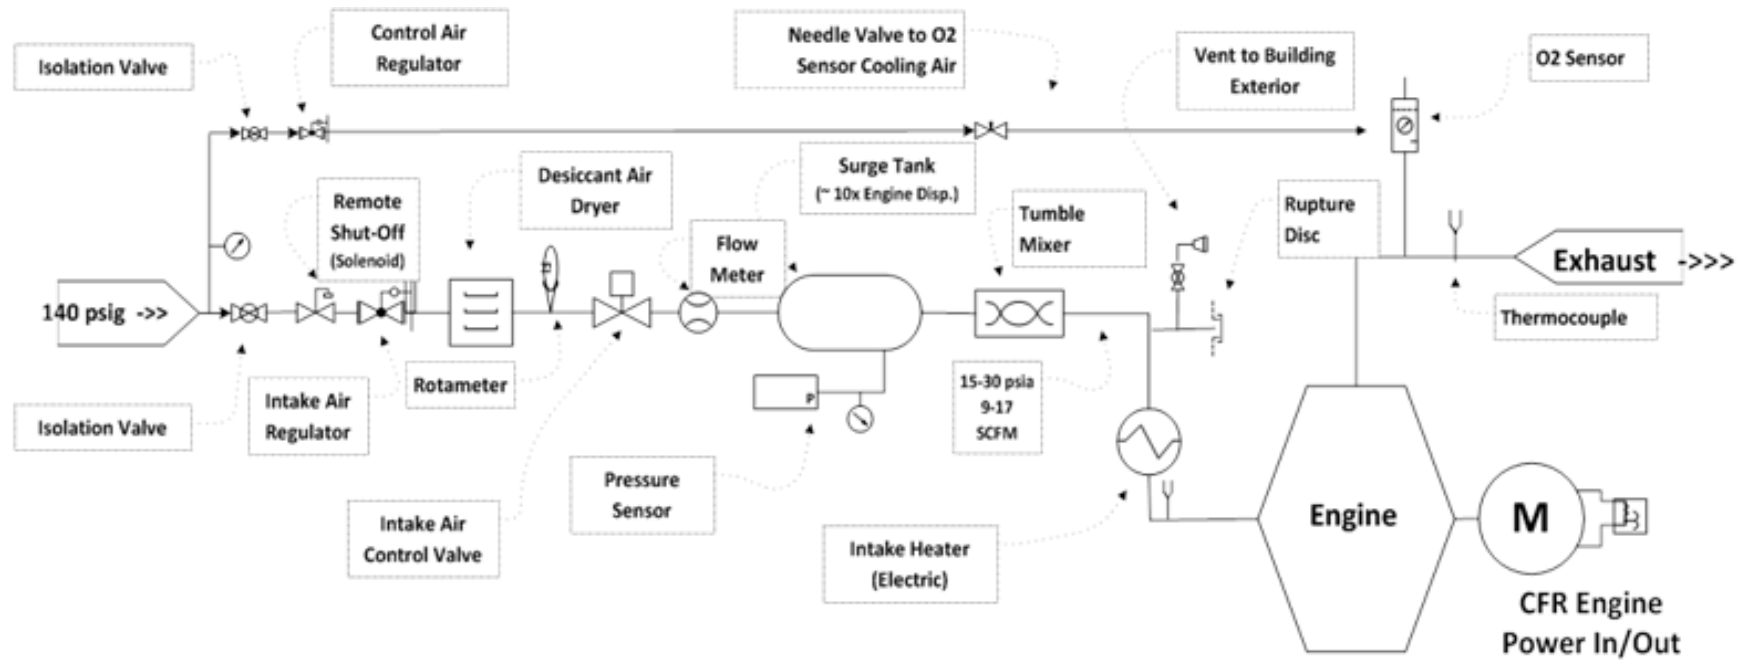 Isolation Valve
Control Air
Regulator
Needle Valve to O2
Sensor Cooling Air
Vent to Building
Exterior
O2 Sensor
Remote
Shut-Off
(Solenoid)
Desiccant Air
Dryer
Surge Tank
(~ 10x Engine Disp.)
Flow
Meter
Tumble
Mixer
Rupture
Disc
140 psig ->>
Exhaust ->>>
Thermocouple
Isolation Valve
Intake Air
Regulator
Rotameter
P
15-30 psia
9-17
SCFM
Intake Air
Control Valve
Pressure
Sensor
Intake Heater
(Electric)
Engine
M
CFR Engine
Power In/Out